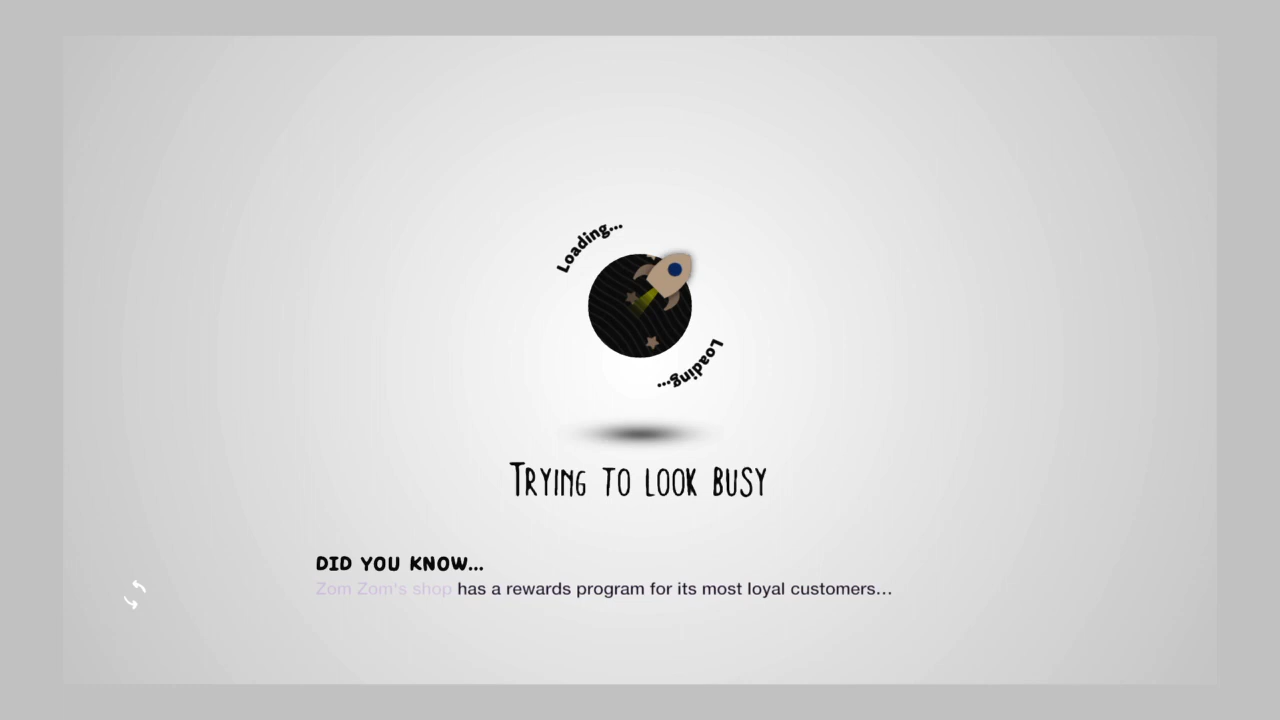 Loading...
Loading...
Trying to look busy
DID YOU KNOW...
Zom Zom's shop has a rewards program for its most loyal customers...